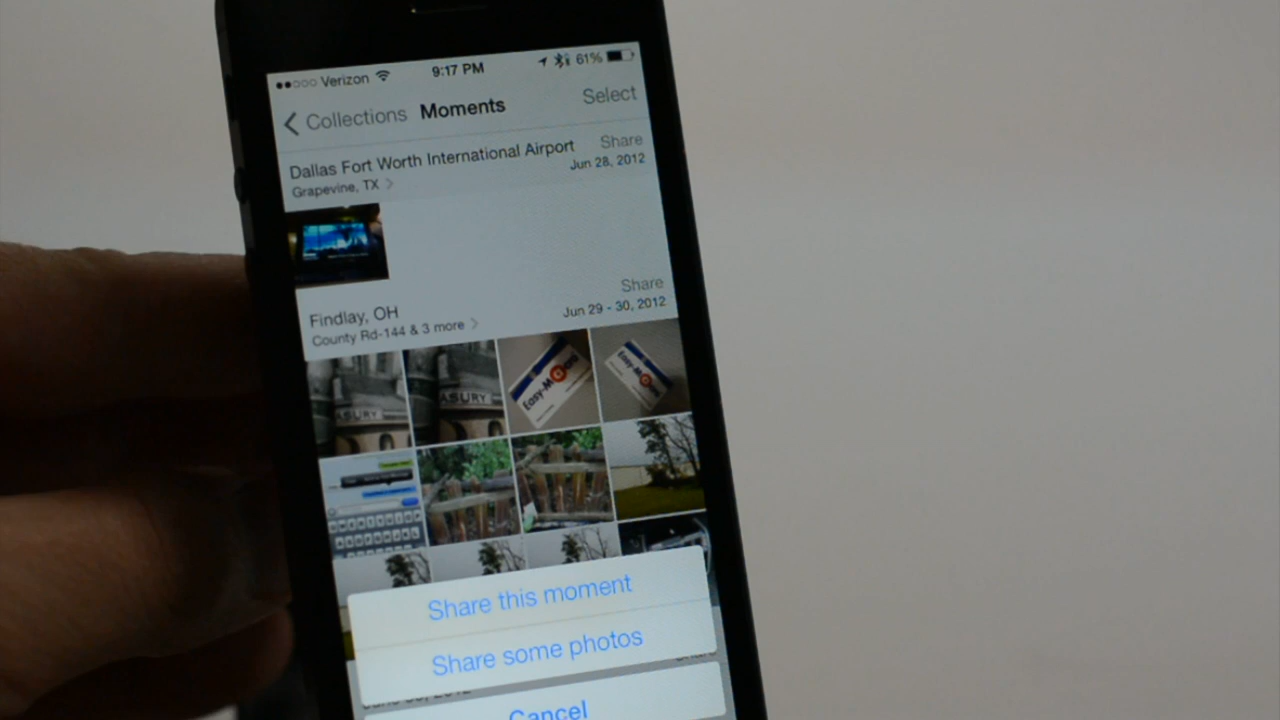 Verizon 9:17 PM 61%
Collections Moments Select
Dallas Fort Worth International Airport Share
Grapevine, TX Jun 28, 2012
Findlay, OH Share
County Rd-144 & 3 more Jun 29 - 30, 2012
ASURY ASURY
Share this moment
Share some photos
Cancel